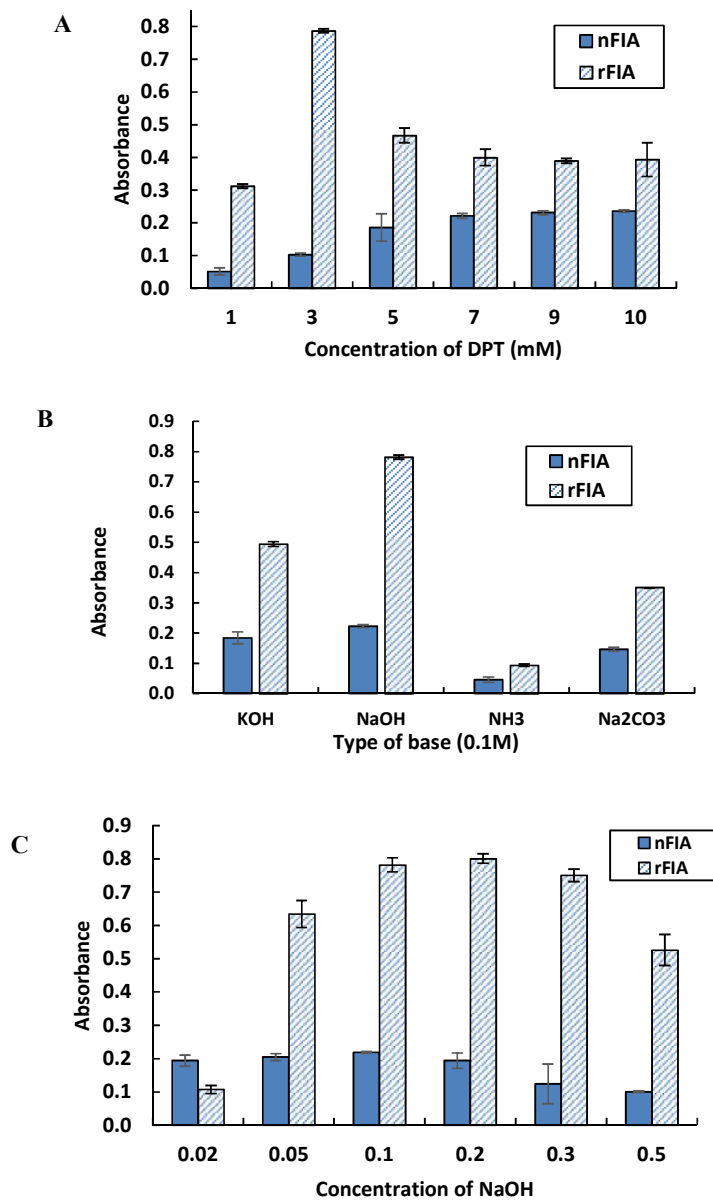 A
0.8
0.7
0.6
0.5
0.4
0.3
0.2
0.1
0.0
Absorbance
nFIA
rFIA
1 3 5 7 9 10
Concentration of DPT (mM)
B
0.9
0.8
0.7
0.6
0.5
0.4
0.3
0.2
0.1
0.0
Absorbance
nFIA
rFIA
KOH NaOH NH3 Na2CO3
Type of base (0.1M)
C
0.9
0.8
0.7
0.6
0.5
0.4
0.3
0.2
0.1
0.0
Absorbance
nFIA
rFIA
0.02 0.05 0.1 0.2 0.3 0.5
Concentration of NaOH